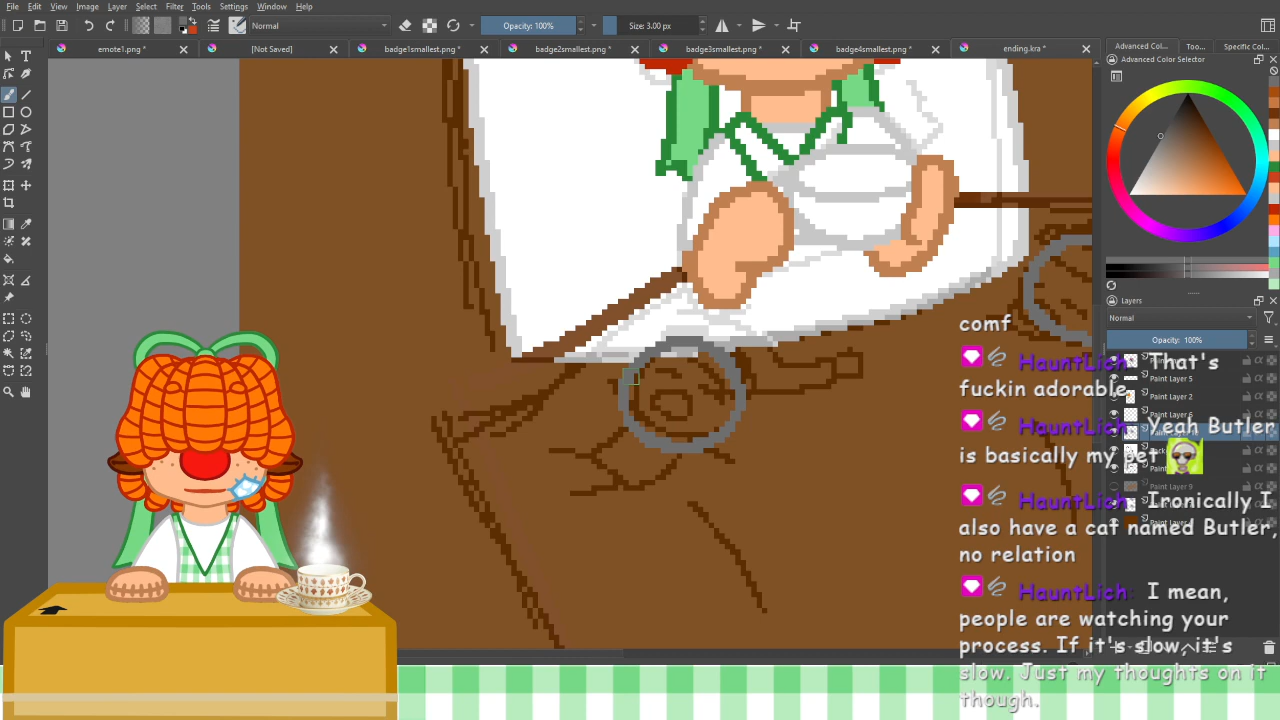 File Edit View Image Layer Select Filter Tools Settings Window Help
Normal
Opacity: 100%
Size: 3.00 px
emote1.png *
[Not Saved]
badge1smallest.png *
badge2smallest.png *
badge3smallest.png *
badge4smallest.png *
ending.kra *
Advanced Col...
Too...
Specific Col...
Advanced Color Selector
Layers
Normal
Opacity: 100%
Paint Layer 5
Paint Layer 2
Paint Layer 6
comf
HauntLich: That's
fuckin adorable
HauntLich: Yeah Butler
is basically my pet
HauntLich: Ironically I
also have a cat named Butler,
no relation
HauntLich: I mean,
people are watching your
process. If it's slow, it's
slow. Just my thoughts on it
though.